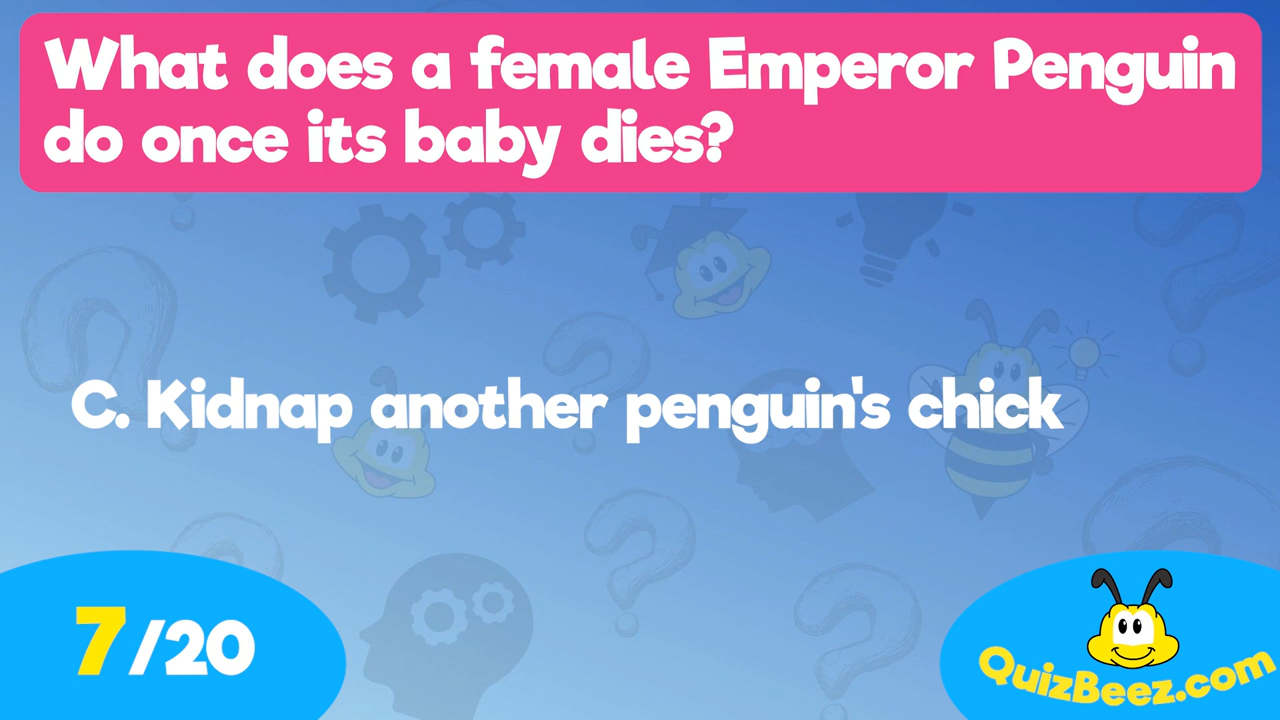 What does a female Emperor Penguin
do once its baby dies?
C. Kidnap another penguin's chick
7/20
QuizBeez.com